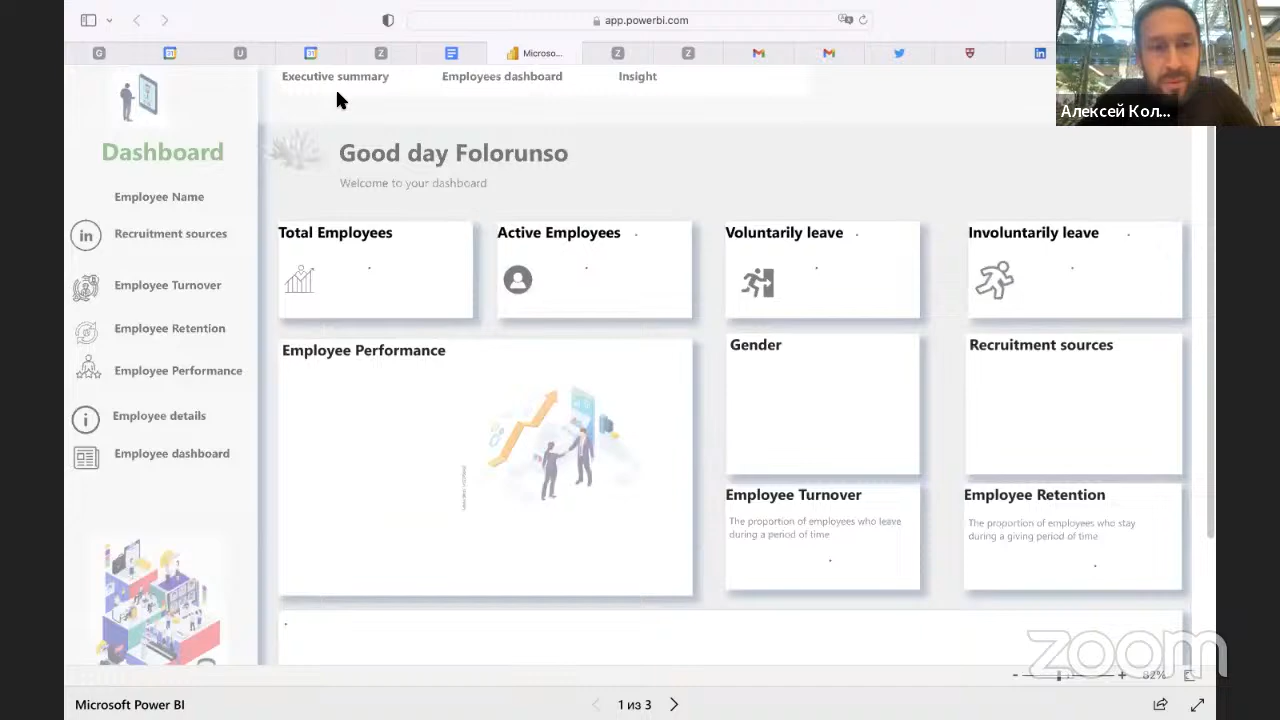 app.powerbi.com
G
31
U
31
Z
Microso...
Z
Z
Алексей Кол...
Executive summary
Employees dashboard
Insight
Dashboard
Good day Folorunso
Welcome to your dashboard
Employee Name
in
Recruitment sources
Employee Turnover
Employee Retention
Employee Performance
Employee details
Employee dashboard
Total Employees
Active Employees
Voluntarily leave
Involuntarily leave
Employee Performance
Gender
Recruitment sources
Employee Turnover
The proportion of employees who leave
during a period of time
Employee Retention
The proportion of employees who stay
during a giving period of time
zoom
- + 82%
Microsoft Power BI
1 из 3